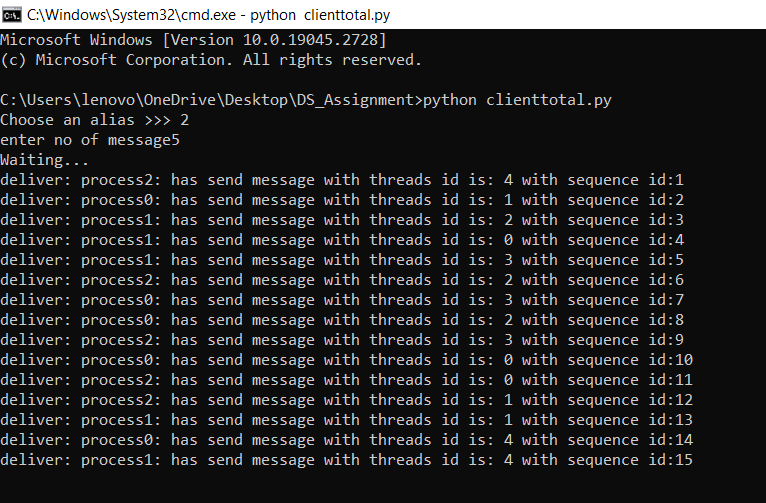 C:\Windows\System32\cmd.exe - python  clienttotal.py
Microsoft Windows [Version 10.0.19045.2728]
(c) Microsoft Corporation. All rights reserved.
C:\Users\lenovo\OneDrive\Desktop\DS_Assignment>python clienttotal.py
Choose an alias >>> 2
enter no of message5
Waiting...
deliver: process2: has send message with threads id is: 4 with sequence id:1
deliver: process0: has send message with threads id is: 1 with sequence id:2
deliver: process1: has send message with threads id is: 2 with sequence id:3
deliver: process1: has send message with threads id is: 0 with sequence id:4
deliver: process1: has send message with threads id is: 3 with sequence id:5
deliver: process2: has send message with threads id is: 2 with sequence id:6
deliver: process0: has send message with threads id is: 3 with sequence id:7
deliver: process0: has send message with threads id is: 2 with sequence id:8
deliver: process2: has send message with threads id is: 3 with sequence id:9
deliver: process0: has send message with threads id is: 0 with sequence id:10
deliver: process2: has send message with threads id is: 0 with sequence id:11
deliver: process2: has send message with threads id is: 1 with sequence id:12
deliver: process1: has send message with threads id is: 1 with sequence id:13
deliver: process0: has send message with threads id is: 4 with sequence id:14
deliver: process1: has send message with threads id is: 4 with sequence id:15